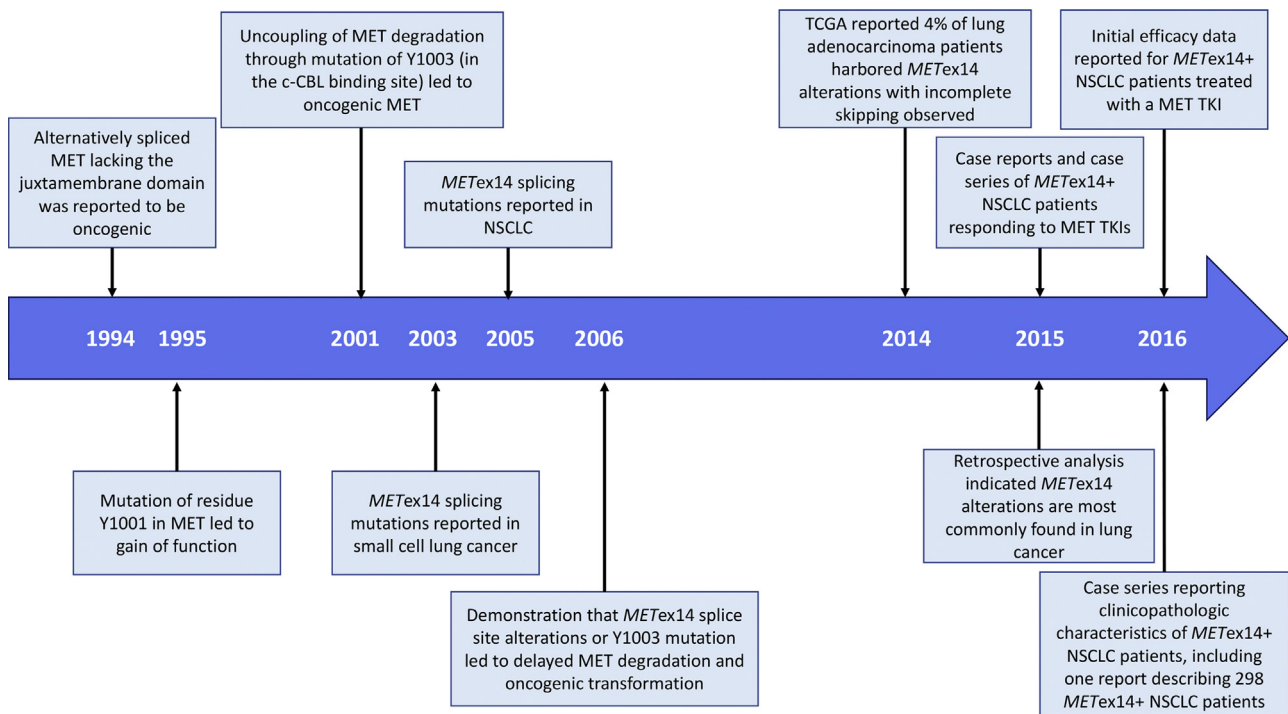 Alternatively spliced
MET lacking the
juxtamembrane domain
was reported to be
oncogenic
Uncoupling of MET degradation
through mutation of Y1003 (in
the c-CBL binding site) led to
oncogenic MET
METex14 splicing
mutations reported in
NSCLC
TCGA reported 4% of lung
adenocarcinoma patients
harbored METex14
alterations with incomplete
skipping observed
Case reports and case
series of METex14+
NSCLC patients
responding to MET TKIs
Initial efficacy data
reported for METex14+
NSCLC patients treated
with a MET TKI
1994 1995 2001 2003 2005 2006 2014 2015 2016
Mutation of residue
Y1001 in MET led to
gain of function
METex14 splicing
mutations reported in
small cell lung cancer
Demonstration that METex14 splice
site alterations or Y1003 mutation
led to delayed MET degradation and
oncogenic transformation
Retrospective analysis
indicated METex14
alterations are most
commonly found in lung
cancer
Case series reporting
clinicopathologic
characteristics of METex14+
NSCLC patients, including
one report describing 298
METex14+ NSCLC patients